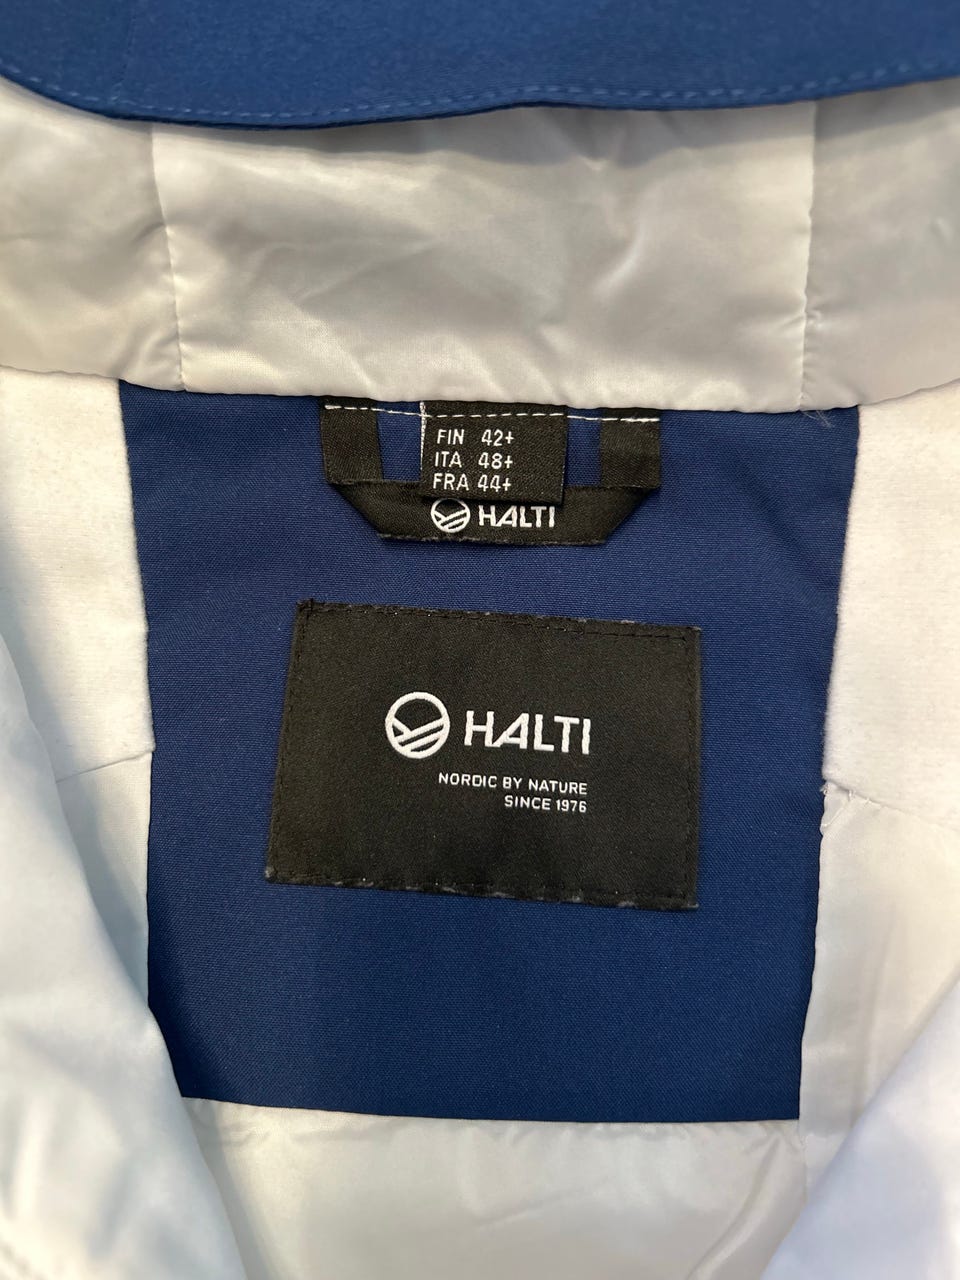 FIN 42+
ITA 48+
FRA 44+
HALTI
HALTI
NORDIC BY NATURE
SINCE 1976